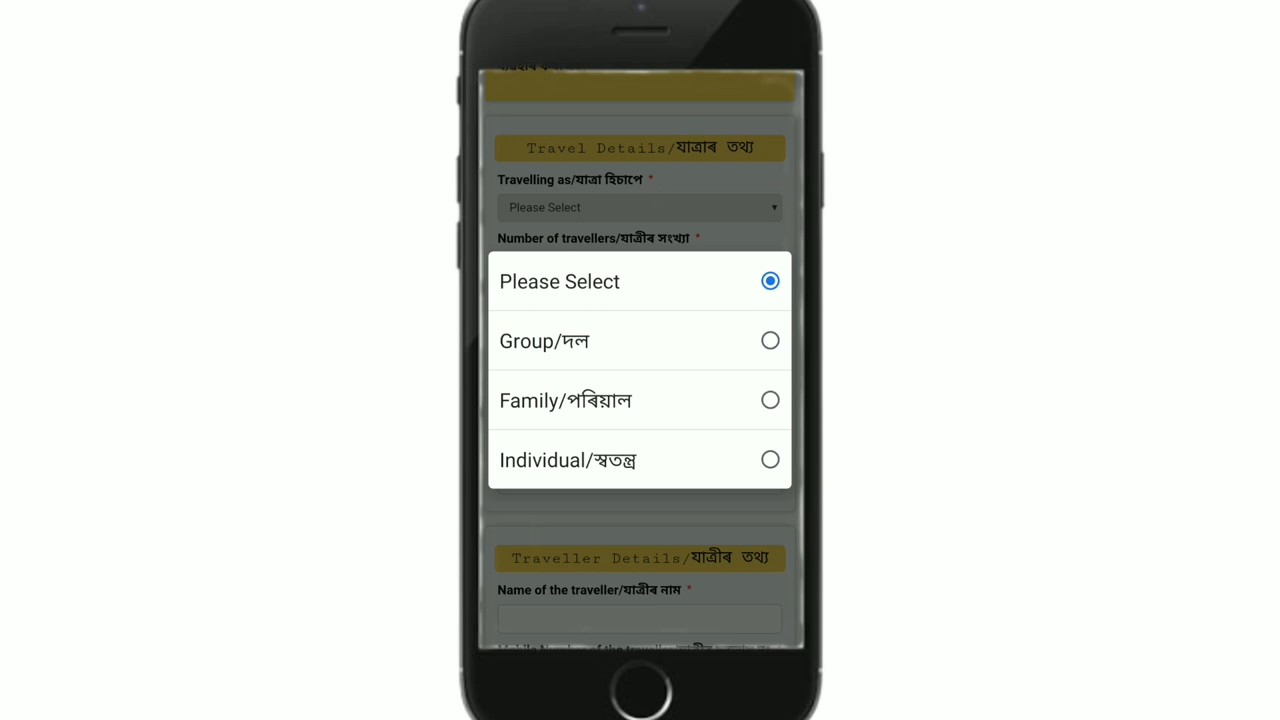 Travel Details/যাত্ৰাৰ তথ্য
Travelling as/যাত্ৰা হিচাপে *
Please Select
Number of travellers/যাত্ৰীৰ সংখ্যা *
Please Select
Group/দল
Family/পৰিয়াল
Individual/স্বতন্ত্ৰ
Traveller Details/যাত্ৰীৰ তথ্য
Name of the traveller/যাত্ৰীৰ নাম *